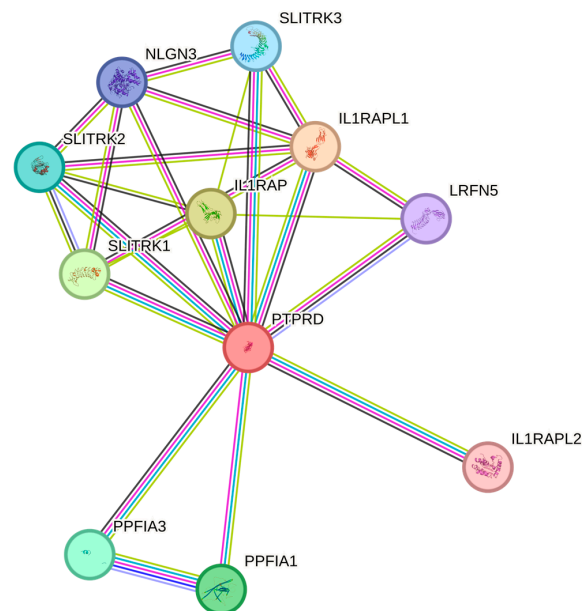 SLITRK3
NLGN3
IL1RAPL1
SLITRK2
IL1RAP
LRFN5
SLITRK1
PTPRD
IL1RAPL2
PPFIA3
PPFIA1